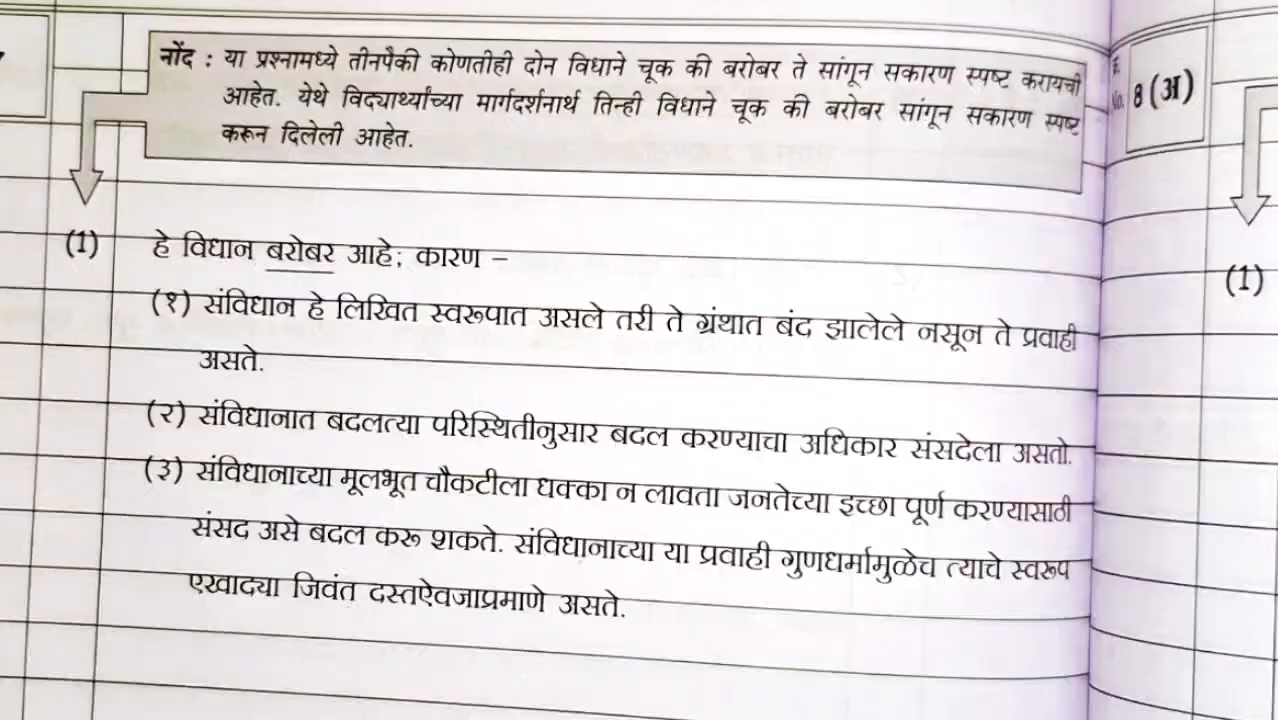 नोंद : या प्रश्नामध्ये तीनपैकी कोणतीही दोन विधाने चूक की बरोबर ते सांगून सकारण स्पष्ट करायची
आहेत. येथे विद्यार्थ्यांच्या मार्गदर्शनार्थ तिन्ही विधाने चूक की बरोबर सांगून सकारण स्पष्ट
करून दिलेली आहेत.
No. 8 (अ)
(1) हे विधान बरोबर आहे; कारण –
(१) संविधान हे लिखित स्वरूपात असले तरी ते ग्रंथात बंद झालेले नसून ते प्रवाही
असते.
(२) संविधानात बदलत्या परिस्थितीनुसार बदल करण्याचा अधिकार संसदेला असतो.
(३) संविधानाच्या मूलभूत चौकटीला धक्का न लावता जनतेच्या इच्छा पूर्ण करण्यासाठी
संसद असे बदल करू शकते. संविधानाच्या या प्रवाही गुणधर्मामुळेच त्याचे स्वरूप
एखाद्या जिवंत दस्तऐवजाप्रमाणे असते.
(1)